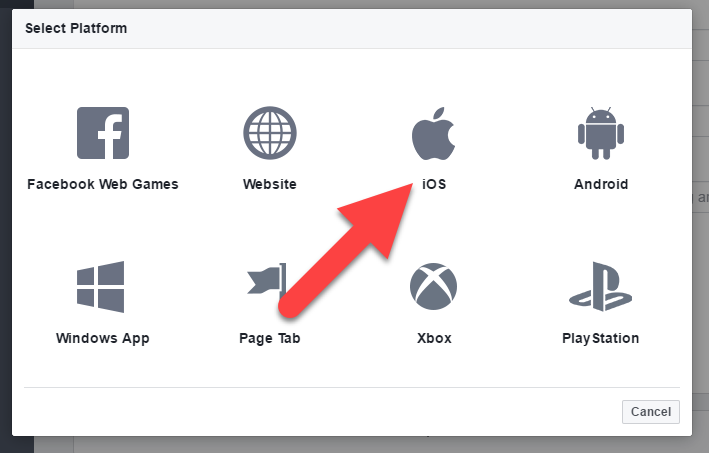 Select Platform
Facebook Web Games
Website
iOS
Android
Windows App
Page Tab
Xbox
PlayStation
Cancel